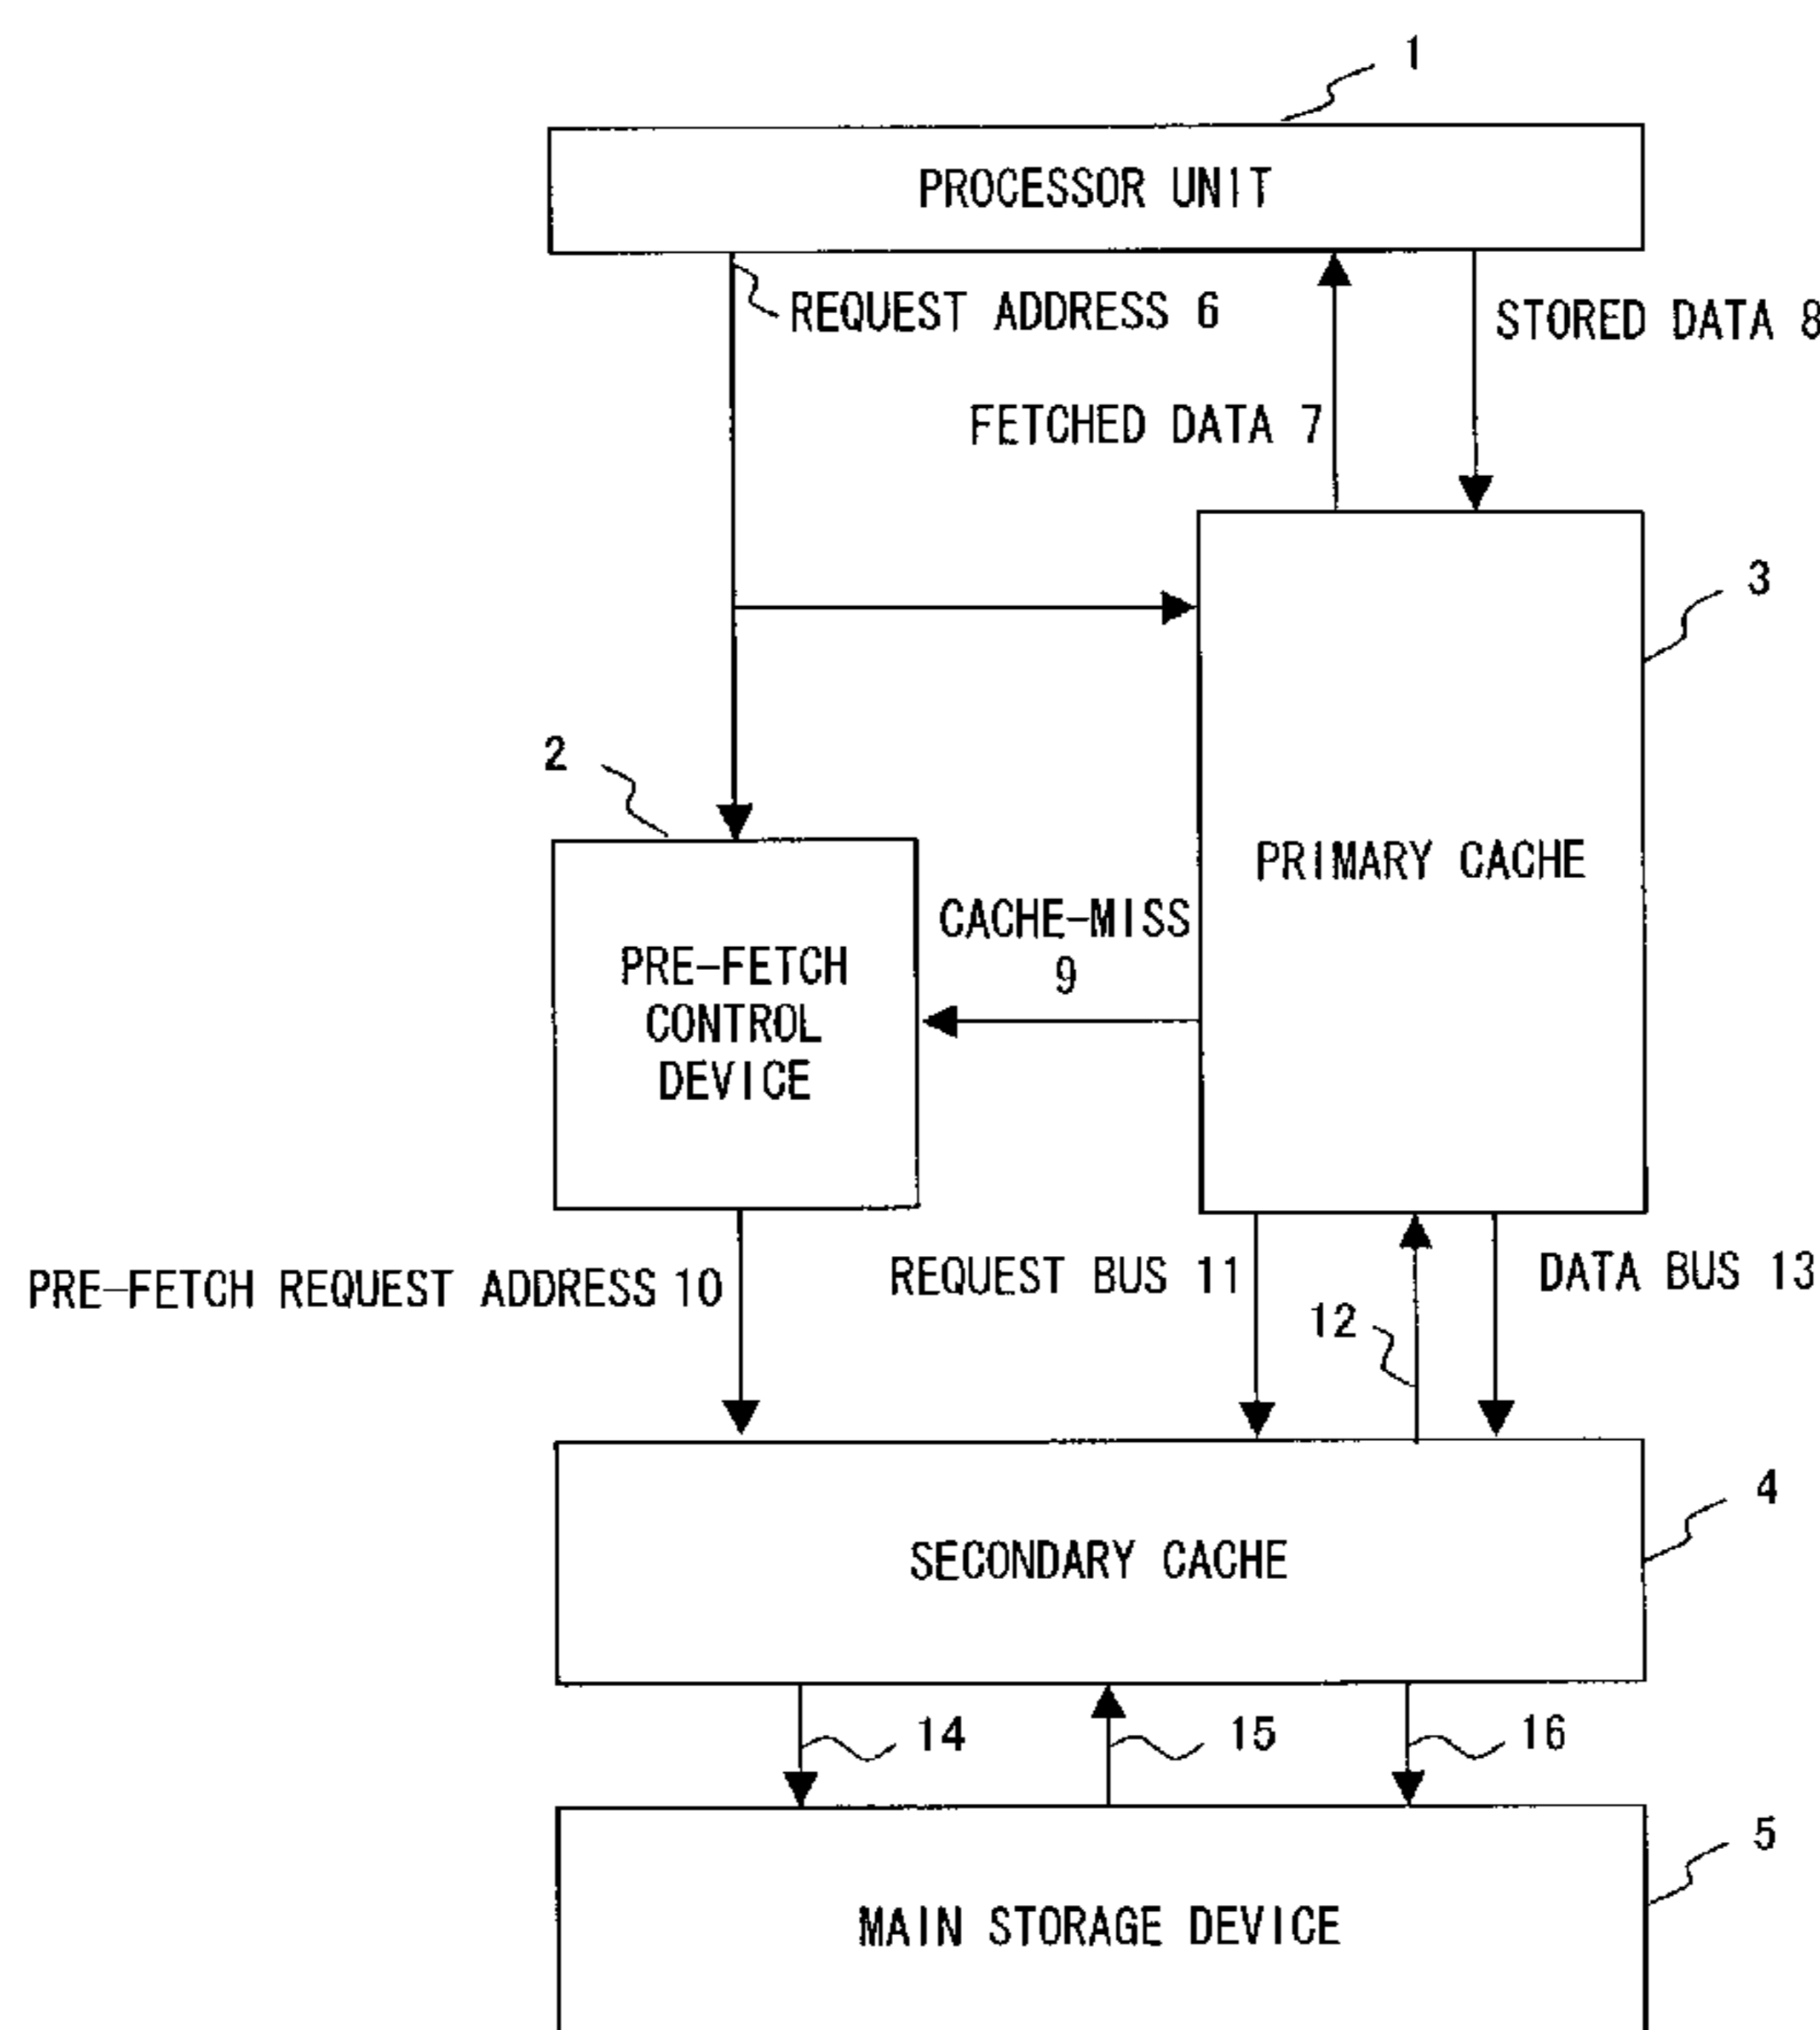 1
PROCESSOR UNIT
REQUEST ADDRESS 6
STORED DATA 8
FETCHED DATA 7
3
2
PRIMARY CACHE
CACHE-MISS
9
PRE-FETCH
CONTROL
DEVICE
PRE-FETCH REQUEST ADDRESS 10
REQUEST BUS 11
DATA BUS 13
12
4
SECONDARY CACHE
14
15
16
5
MAIN STORAGE DEVICE